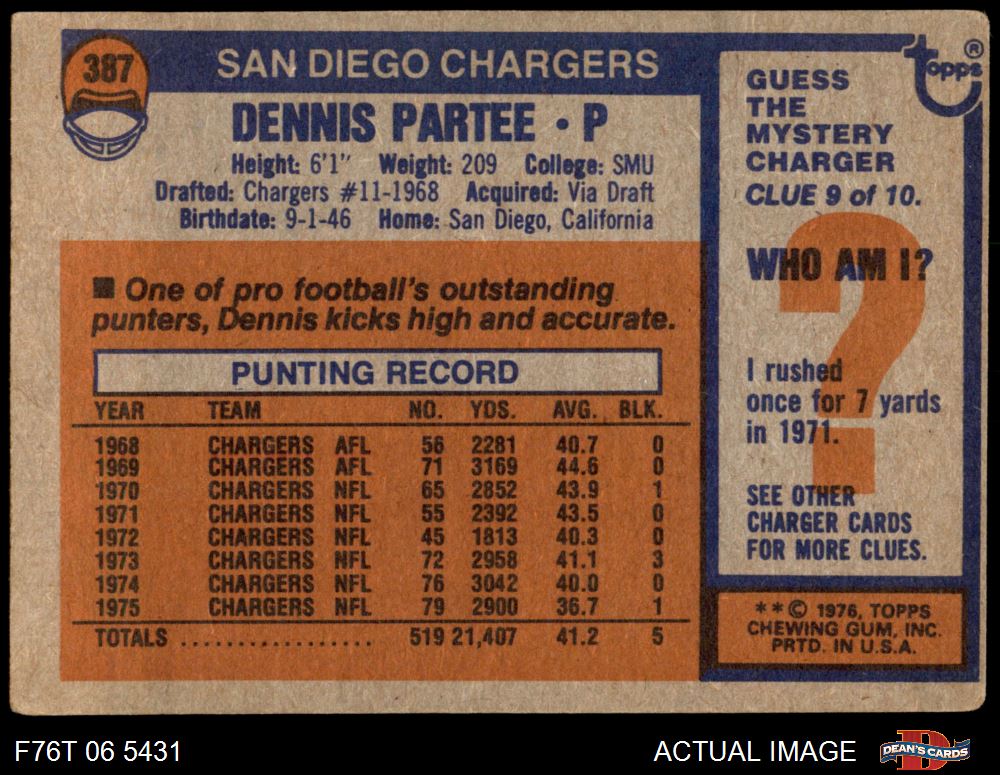 387
SAN DIEGO CHARGERS
DENNIS PARTEE • P
Height: 6'1" Weight: 209 College: SMU
Drafted: Chargers #11-1968 Acquired: Via Draft
Birthdate: 9-1-46 Home: San Diego, California
■ One of pro football's outstanding
punters, Dennis kicks high and accurate.
PUNTING RECORD
YEAR TEAM NO. YDS. AVG. BLK.
1968 CHARGERS AFL 56 2281 40.7 0
1969 CHARGERS AFL 71 3169 44.6 0
1970 CHARGERS NFL 65 2852 43.9 1
1971 CHARGERS NFL 55 2392 43.5 0
1972 CHARGERS NFL 45 1813 40.3 0
1973 CHARGERS NFL 72 2958 41.1 3
1974 CHARGERS NFL 76 3042 40.0 0
1975 CHARGERS NFL 79 2900 36.7 1
TOTALS .................. 519 21,407 41.2 5
topps ®
GUESS
THE
MYSTERY
CHARGER
CLUE 9 of 10.
WHO AM I?
?
I rushed
once for 7 yards
in 1971.
SEE OTHER
CHARGER CARDS
FOR MORE CLUES.
**© 1976, TOPPS
CHEWING GUM, INC.
PRTD. IN U.S.A.
F76T 06 5431
ACTUAL IMAGE
D
DEAN'S CARDS